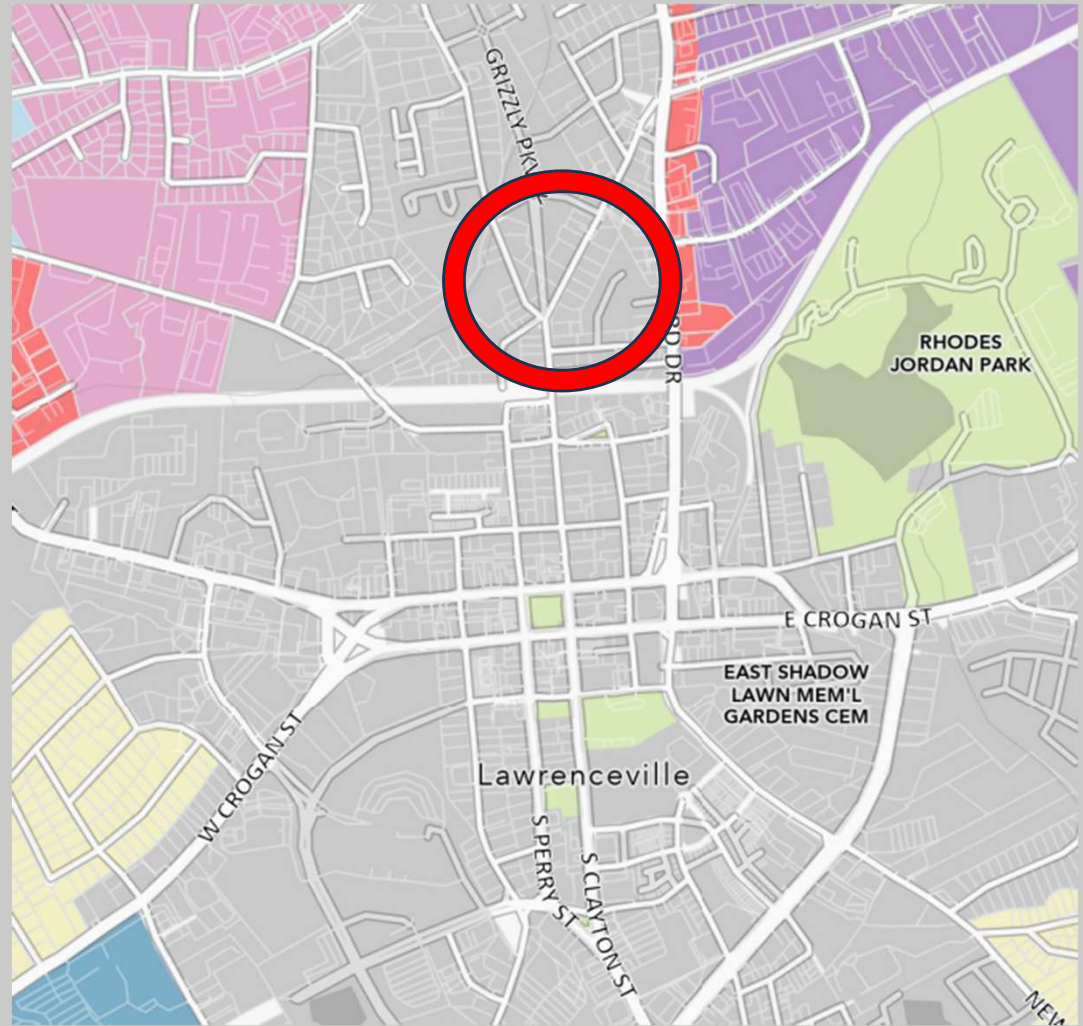 GRIZZLY PKW
RD DR
RHODES
JORDAN PARK
E CROGAN ST
EAST SHADOW
LAWN MEM'L
GARDENS CEM
Lawrenceville
W CROGAN ST
S PERRY ST
S CLAYTON ST
NEW